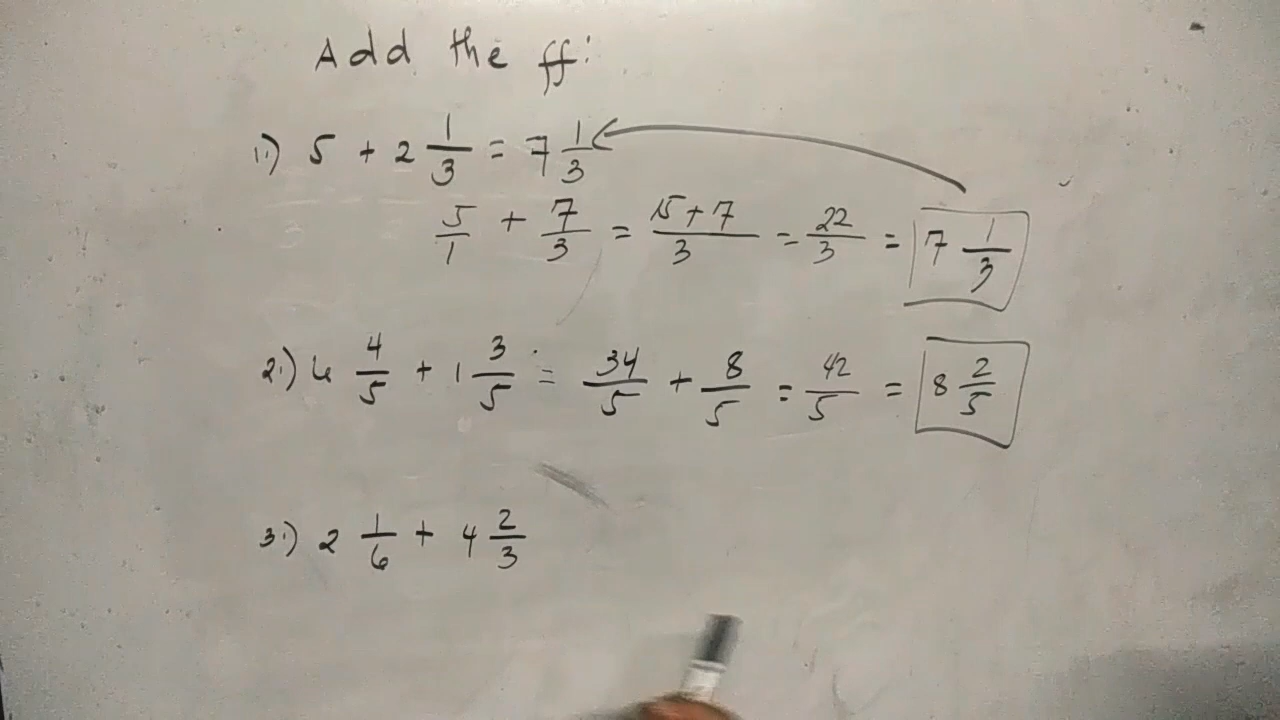 Add the ff:
1.) 5 + 2 1/3 = 7 1/3
5/1 + 7/3 = 15+7/3 = 22/3 = 7 1/3
2.) 6 4/5 + 1 3/5 = 34/5 + 8/5 = 42/5 = 8 2/5
3.) 2 1/6 + 4 2/3